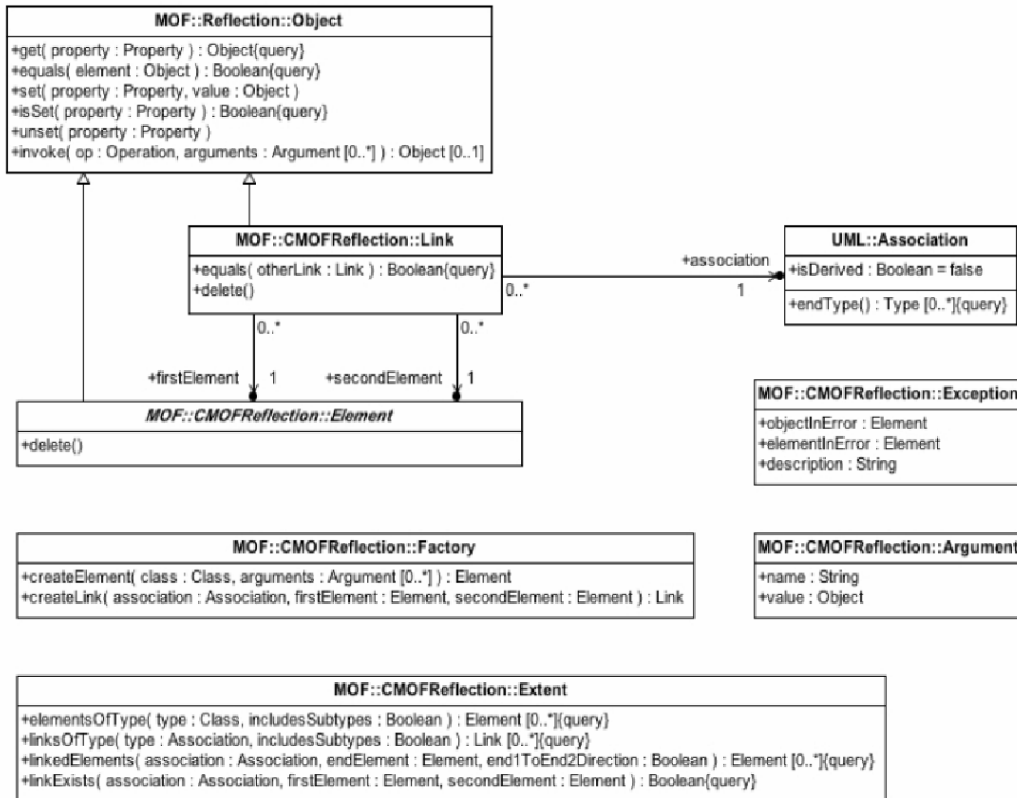 MOF::Reflection::Object
+get( property : Property ) : Object{query}
+equals( element : Object ) : Boolean{query}
+set( property : Property, value : Object )
+isSet( property : Property ) : Boolean{query}
+unset( property : Property )
+invoke( op : Operation, arguments : Argument [0..*] ) : Object [0..1]
MOF::CMOFReflection::Link
+equals( otherLink : Link ) : Boolean{query}
+delete()
+association
0..*
1
UML::Association
+isDerived : Boolean = false
+endType() : Type [0..*]{query}
0..*
0..*
+firstElement
1
+secondElement
1
MOF::CMOFReflection::Element
+delete()
MOF::CMOFReflection::Exception
+objectInError : Element
+elementInError : Element
+description : String
MOF::CMOFReflection::Factory
+createElement( class : Class, arguments : Argument [0..*] ) : Element
+createLink( association : Association, firstElement : Element, secondElement : Element ) : Link
MOF::CMOFReflection::Argument
+name : String
+value : Object
MOF::CMOFReflection::Extent
+elementsOfType( type : Class, includesSubtypes : Boolean ) : Element [0..*]{query}
+linksOfType( type : Association, includesSubtypes : Boolean ) : Link [0..*]{query}
+linkedElements( association : Association, endElement : Element, end1ToEnd2Direction : Boolean ) : Element [0..*]{query}
+linkExists( association : Association, firstElement : Element, secondElement : Element ) : Boolean{query}